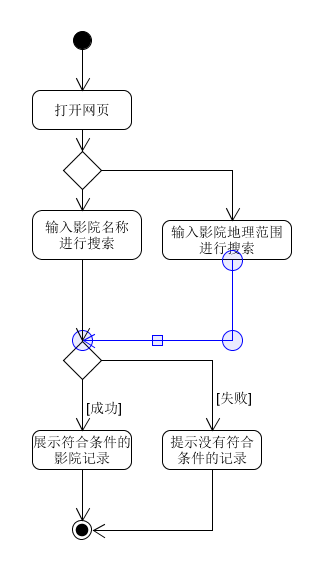 打开网页
输入影院名称
进行搜索
输入影院地理范围
进行搜索
[成功]
[失败]
展示符合条件的
影院记录
提示没有符合
条件的记录